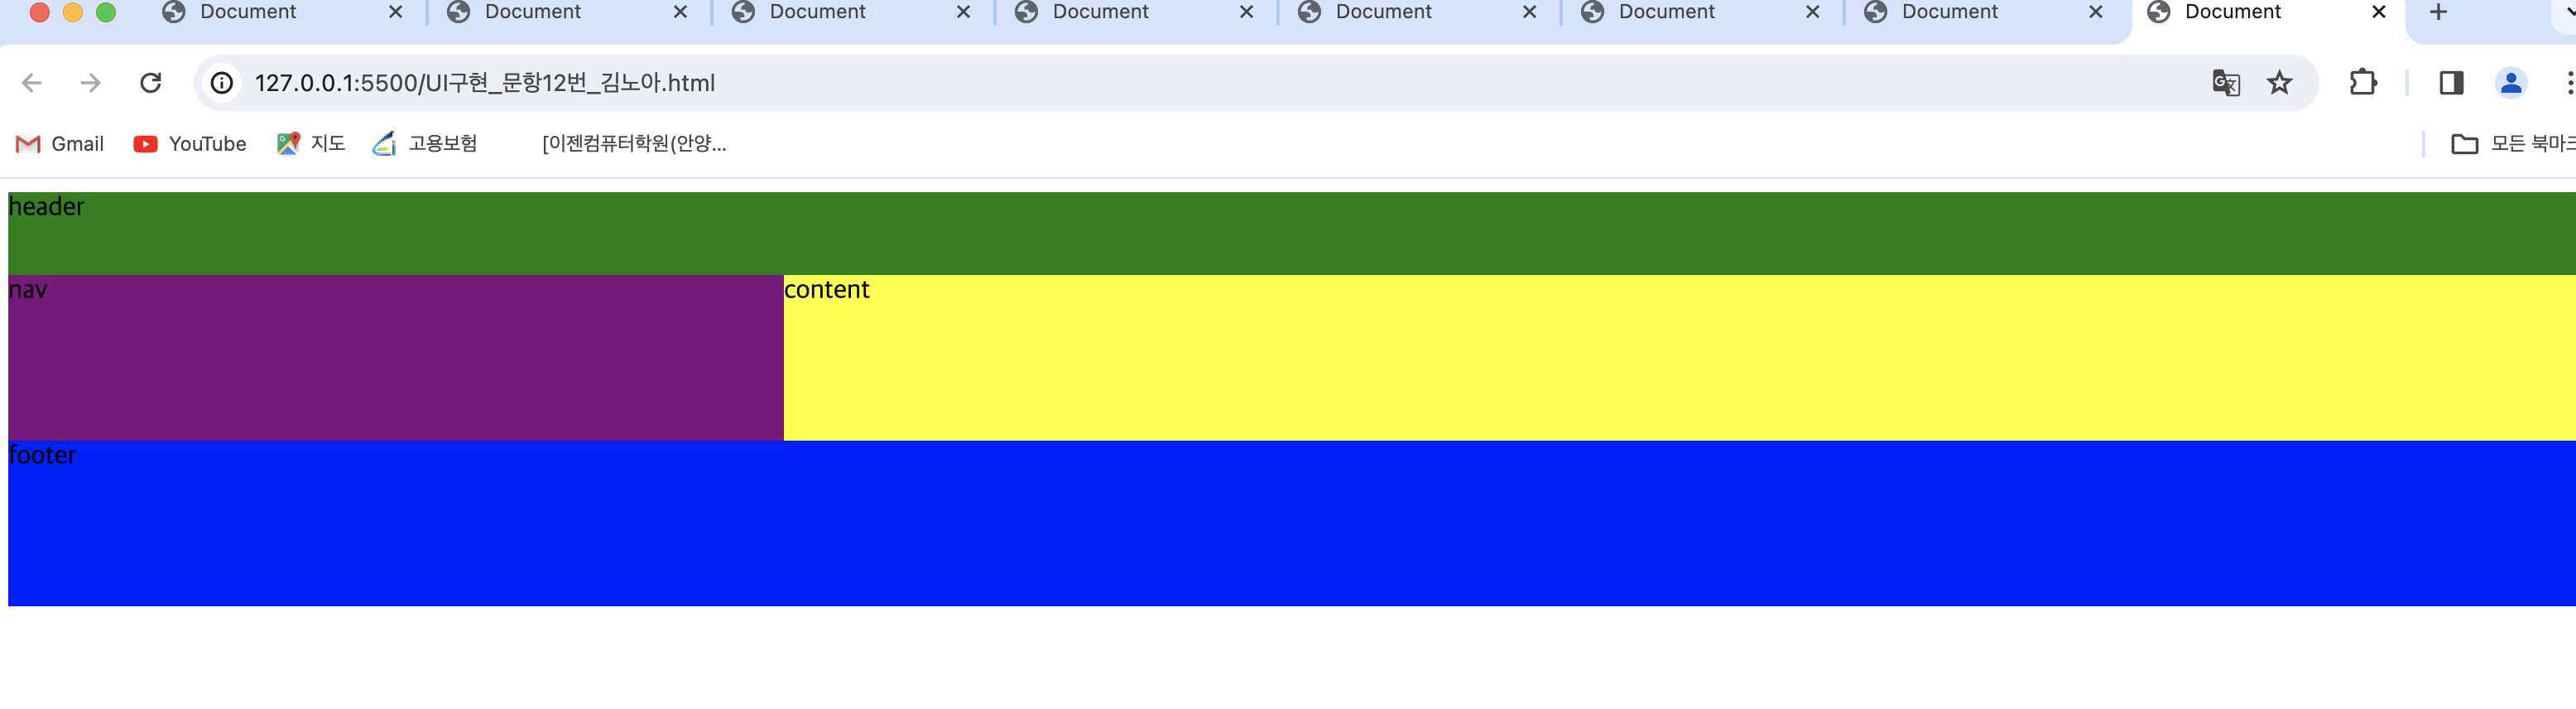 Document Document Document Document Document Document Document Document
127.0.0.1:5500/UI구현_문항12번_김노아.html
Gmail YouTube 지도 고용보험 [이젠컴퓨터학원(안양... 모든 북마크
header
nav content
footer